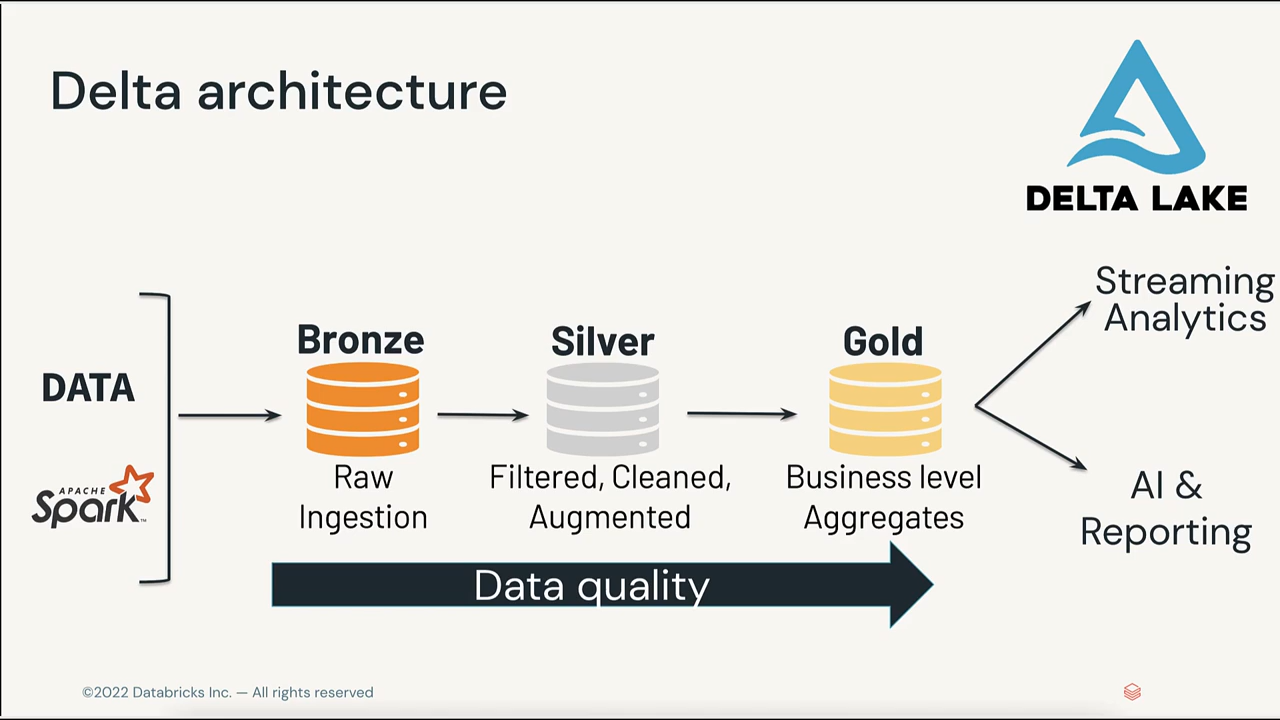 Delta architecture
DELTA LAKE
DATA
APACHE
Spark™
Bronze
Raw
Ingestion
Silver
Filtered, Cleaned,
Augmented
Gold
Business level
Aggregates
Streaming
Analytics
AI &
Reporting
Data quality
©2022 Databricks Inc. — All rights reserved